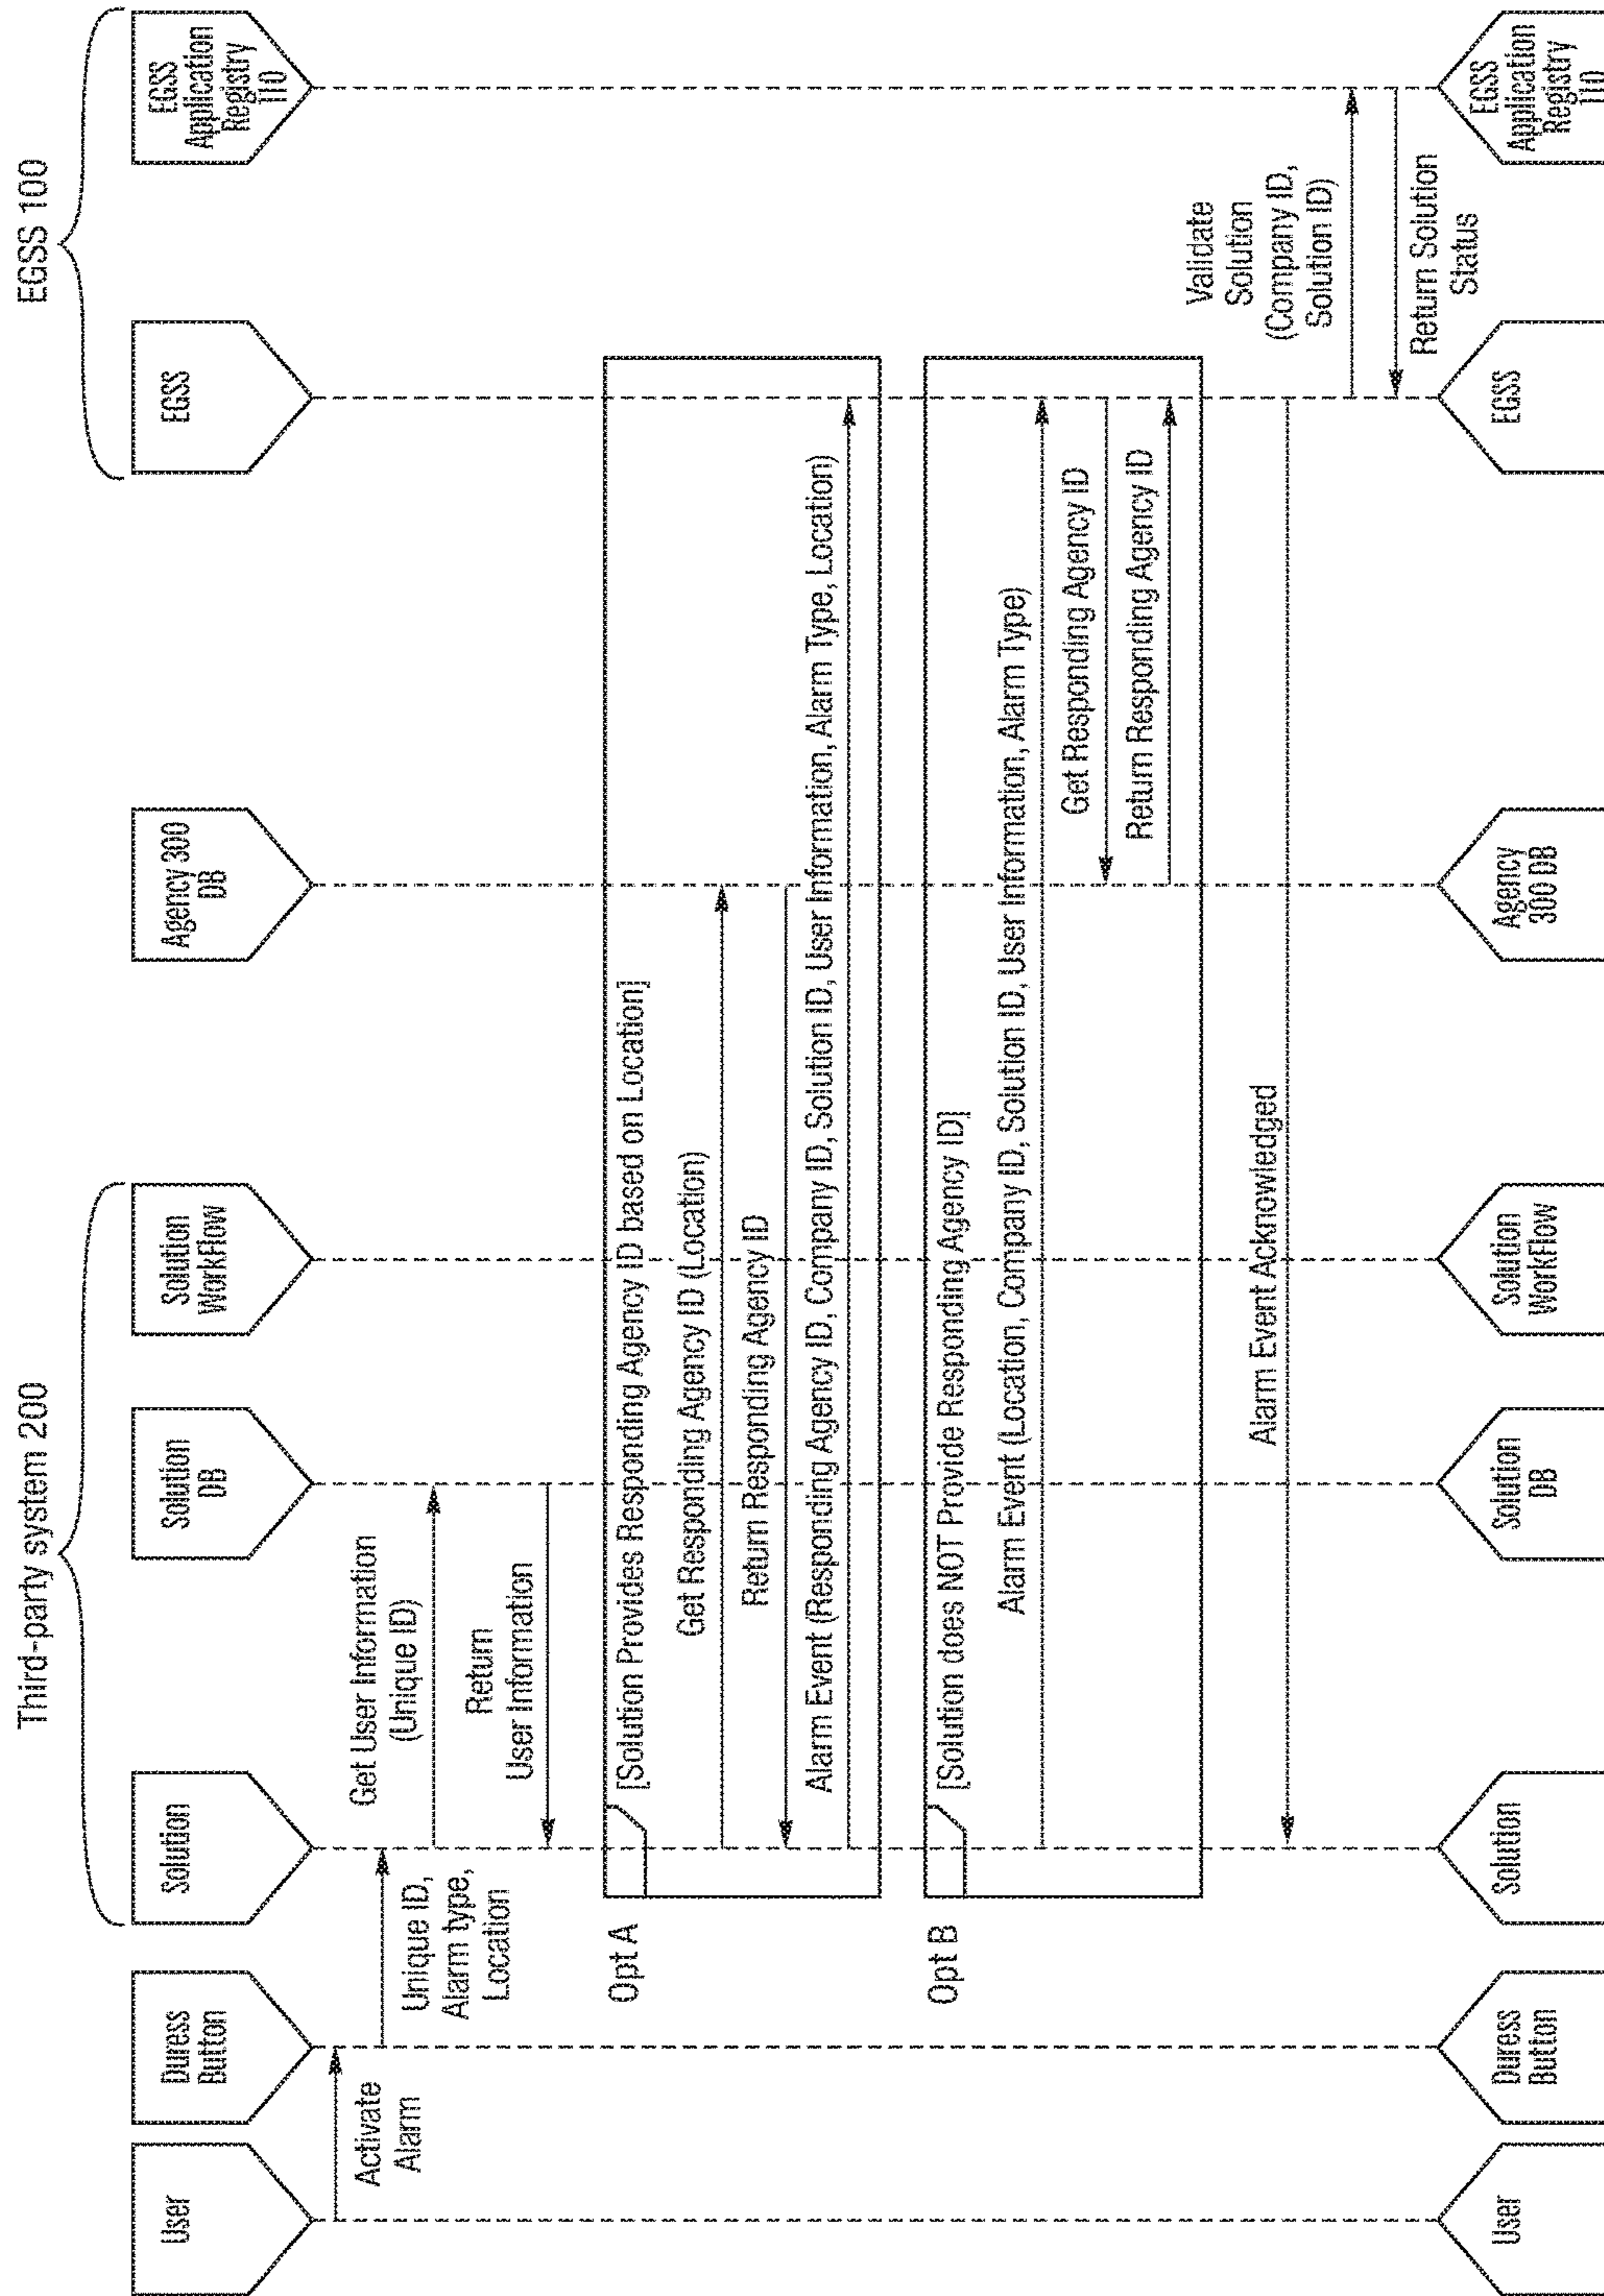 Third-party system 200
EGSS 100
User
Duress
Button
Solution
Solution
DB
Solution
WorkFlow
Agency 300
DB
EGSS
EGSS
Application
Registry
110
Activate
Alarm
Unique ID,
Alarm type,
Location
Get User Information
(Unique ID)
Return
User Information
Opt A
[Solution Provides Responding Agency ID based on Location]
Get Responding Agency ID (Location)
Return Responding Agency ID
Alarm Event (Responding Agency ID, Company ID, Solution ID, User Information, Alarm Type, Location)
Opt B
[Solution does NOT Provide Responding Agency ID]
Alarm Event (Location, Company ID, Solution ID, User Information, Alarm Type)
Get Responding Agency ID
Return Responding Agency ID
Alarm Event Acknowledged
Validate
Solution
(Company ID,
Solution ID)
Return Solution
Status
User
Duress
Button
Solution
Solution
DB
Solution
WorkFlow
Agency
300 DB
EGSS
EGSS
Application
Registry
110